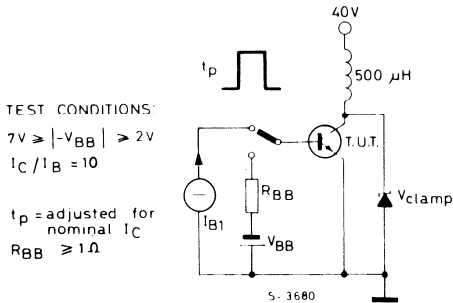 40V
tp
500 μH
TEST CONDITIONS:
7V ≥ |-VBB| ≥ 2V
IC / IB = 10
T.U.T.
RBB
Vclamp
IB1
tp = adjusted for
nominal IC
RBB ≥ 1Ω
VBB
S-3680